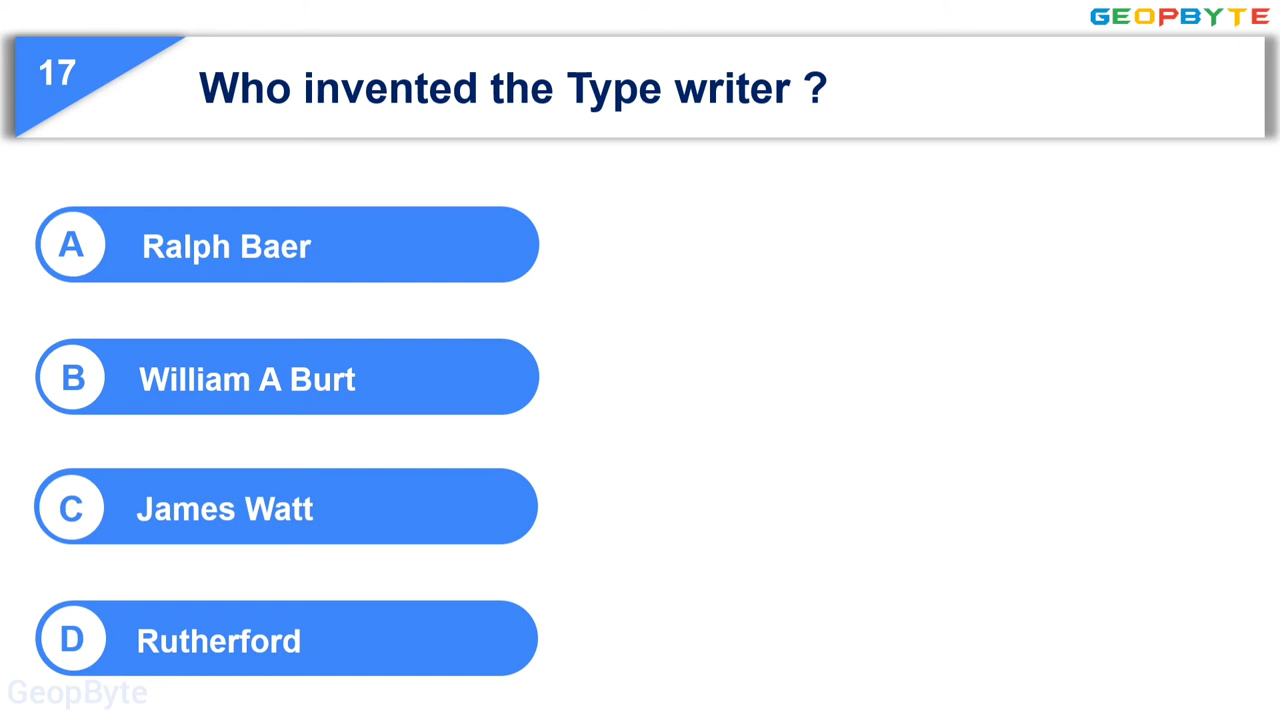 GEOPBYTE
17
Who invented the Type writer ?
A Ralph Baer
B William A Burt
C James Watt
D Rutherford
GeopByte